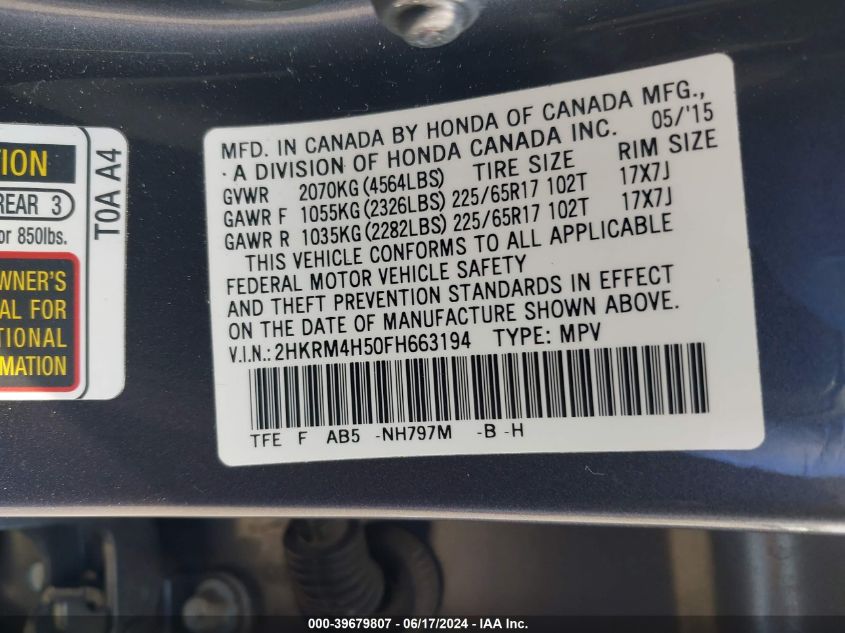 TION
REAR 3
or 850lbs.
WNER'S
AL FOR
TIONAL
MATION
T0A A4
MFD. IN CANADA BY HONDA OF CANADA MFG.,
· A DIVISION OF HONDA CANADA INC. 05/'15
TIRE SIZE RIM SIZE
GVWR 2070KG (4564LBS)
GAWR F 1055KG (2326LBS) 225/65R17 102T 17X7J
GAWR R 1035KG (2282LBS) 225/65R17 102T 17X7J
THIS VEHICLE CONFORMS TO ALL APPLICABLE
FEDERAL MOTOR VEHICLE SAFETY
AND THEFT PREVENTION STANDARDS IN EFFECT
ON THE DATE OF MANUFACTURE SHOWN ABOVE.
V.I.N.: 2HKRM4H50FH663194 TYPE: MPV
TFE F AB5 -NH797M -B -H
000-39679807 - 06/17/2024 - IAA Inc.